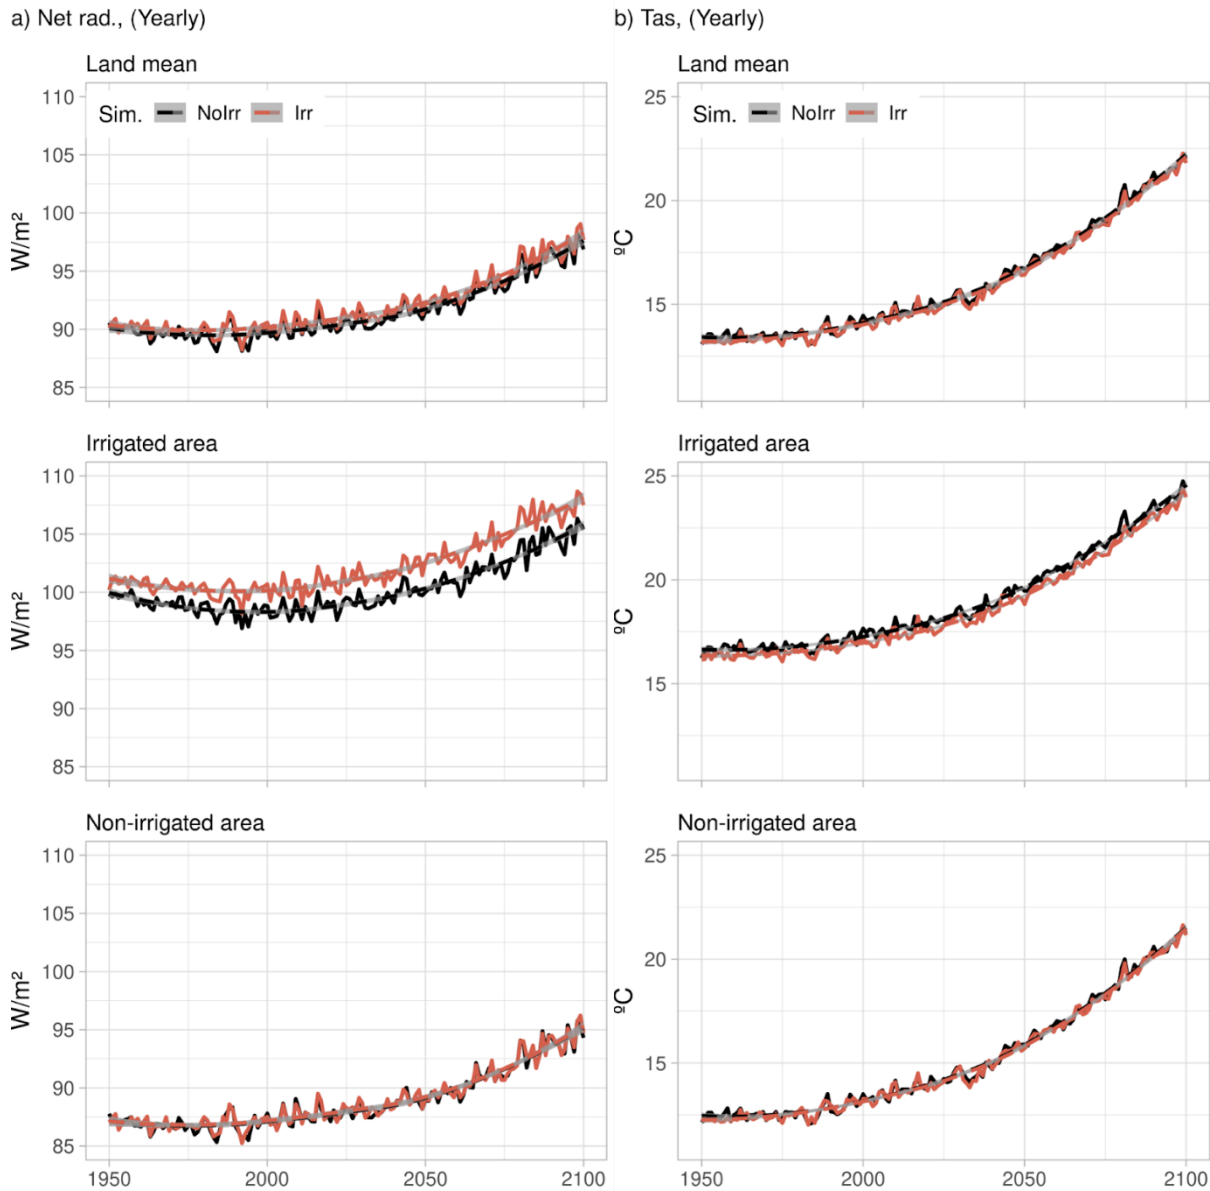 a) Net rad., (Yearly)
Land mean
110
Sim. NoIrr Irr
105
100
95
90
85
W/m²
Irrigated area
110
105
100
95
90
85
W/m²
Non-irrigated area
110
105
100
95
90
85
W/m²
1950 2000 2050 2100
b) Tas, (Yearly)
Land mean
25
Sim. NoIrr Irr
20
15
ºC
Irrigated area
25
20
15
ºC
Non-irrigated area
25
20
15
ºC
1950 2000 2050 2100